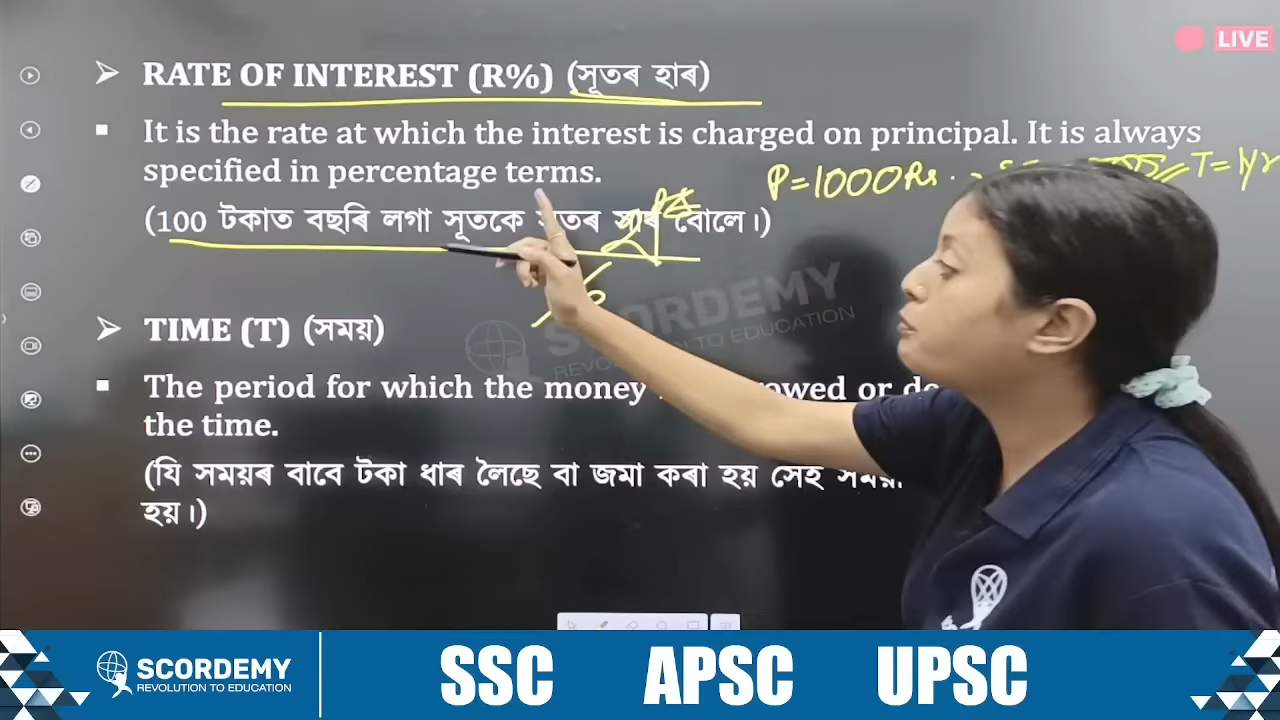 LIVE
➤ RATE OF INTEREST (R%) (সূতৰ হাৰ)
▪ It is the rate at which the interest is charged on principal. It is always
specified in percentage terms.
P=1000Rs T=1yr
(100 টকাত বছৰি লগা সূতকে বোলে।)
%
SCORDEMY
REVOLUTION TO EDUCATION
➤ TIME (T) (সময়)
▪ The period for which the money or
the time.
(যি সময়ৰ বাবে টকা ধাৰ লৈছে বা জমা কৰা হয় সেই
হয়।)
SCORDEMY
REVOLUTION TO EDUCATION
SSC APSC UPSC